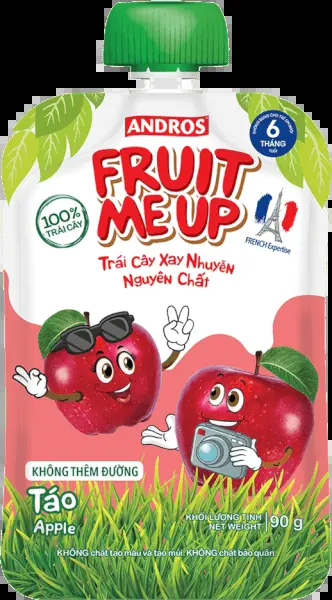 ANDROS
FRUIT
ME UP
6
THÁNG
TUỔI
100%
TRÁI CÂY
FRENCH Expertise
Trái Cây Xay Nhuyễn
Nguyên Chất
KHÔNG THÊM ĐƯỜNG
Táo
Apple
KHỐI LƯỢNG TỊNH
NET WEIGHT
90 g
KHÔNG chất tạo màu và tạo mùi. KHÔNG chất bảo quản.